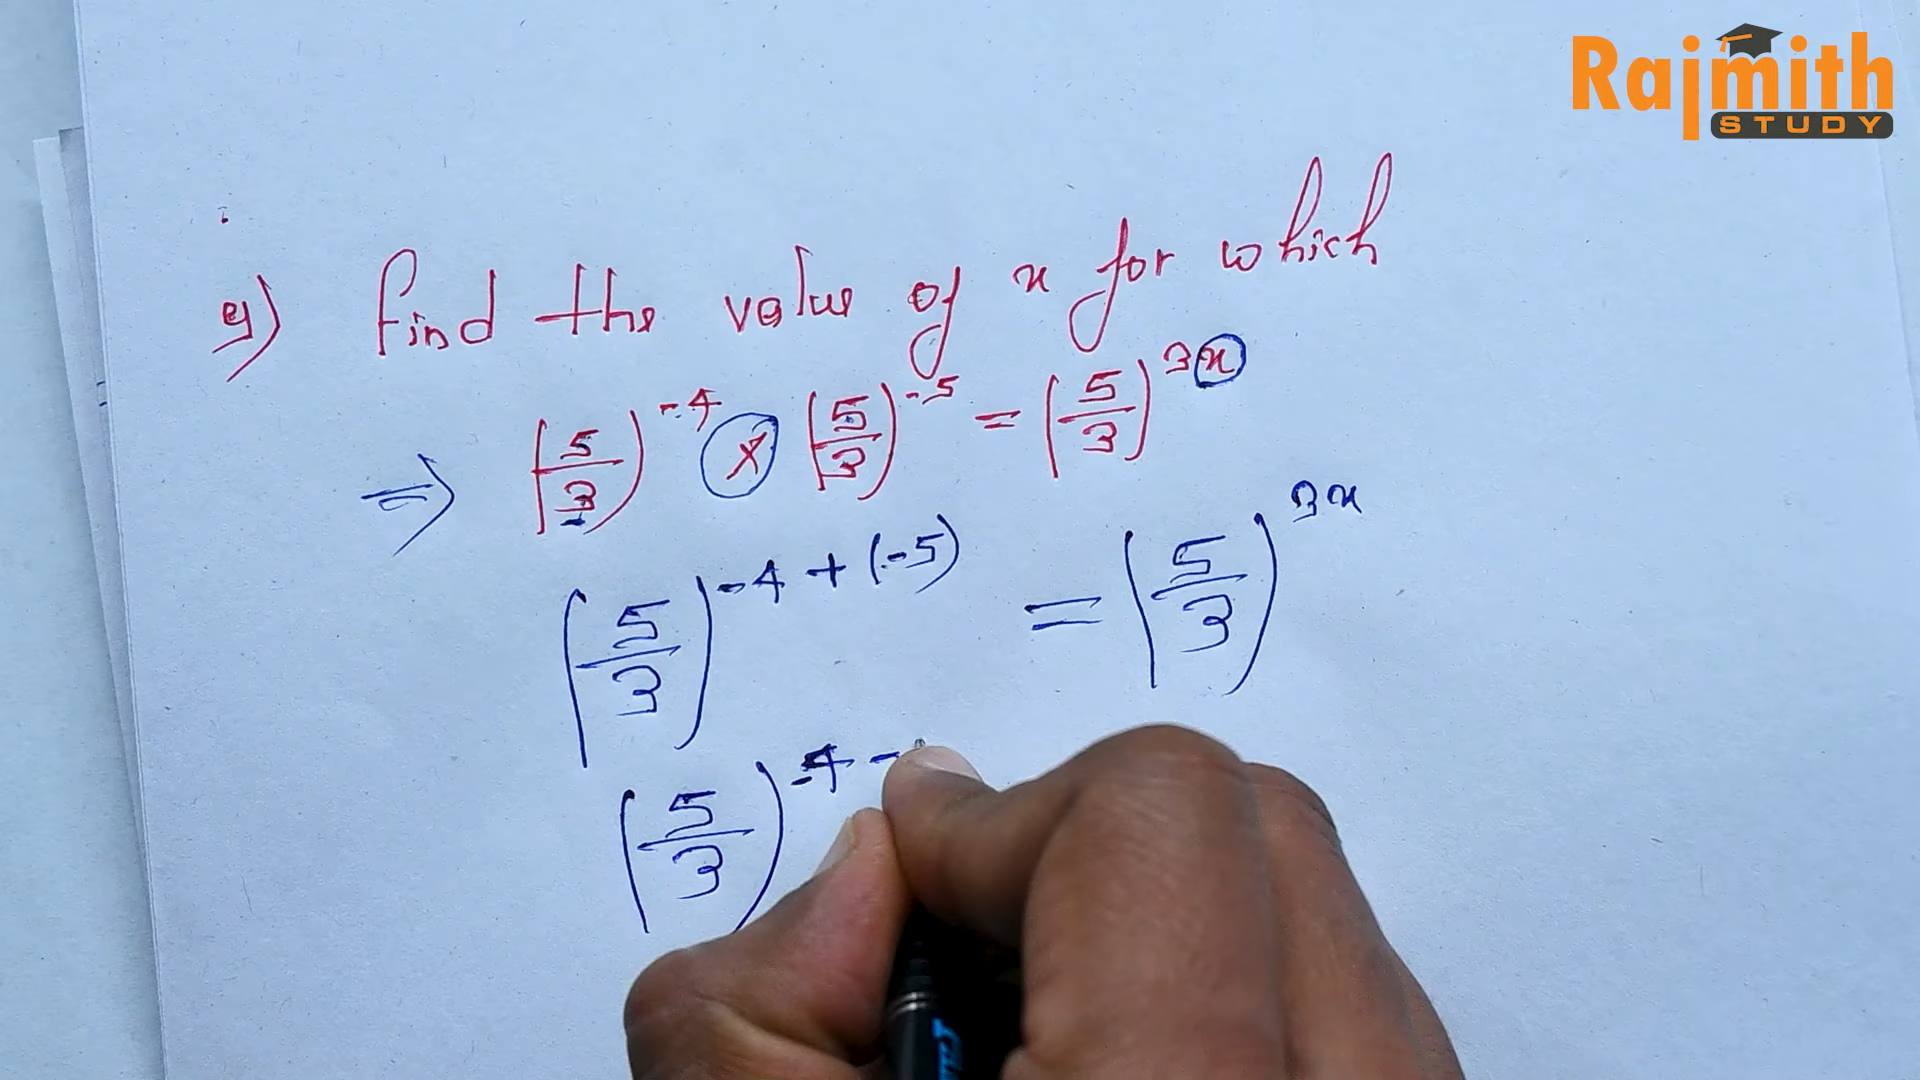 Rajmith
STUDY
9) Find the value of x for which
⇒ (5/3)^-4 × (5/3)^-5 = (5/3)^3x
(5/3)^-4 + (-5) = (5/3)^3x
(5/3)^-4 -